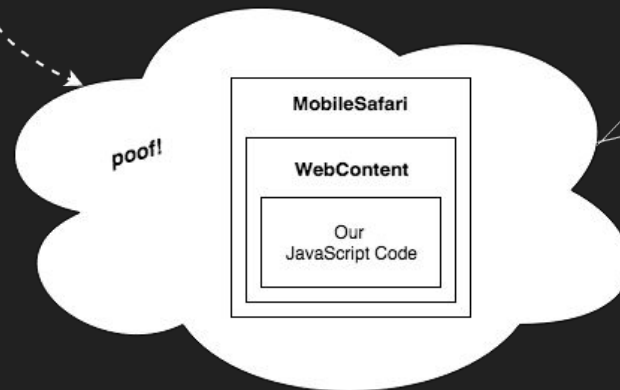 MobileSafari
poof!
WebContent
Our
JavaScript Code